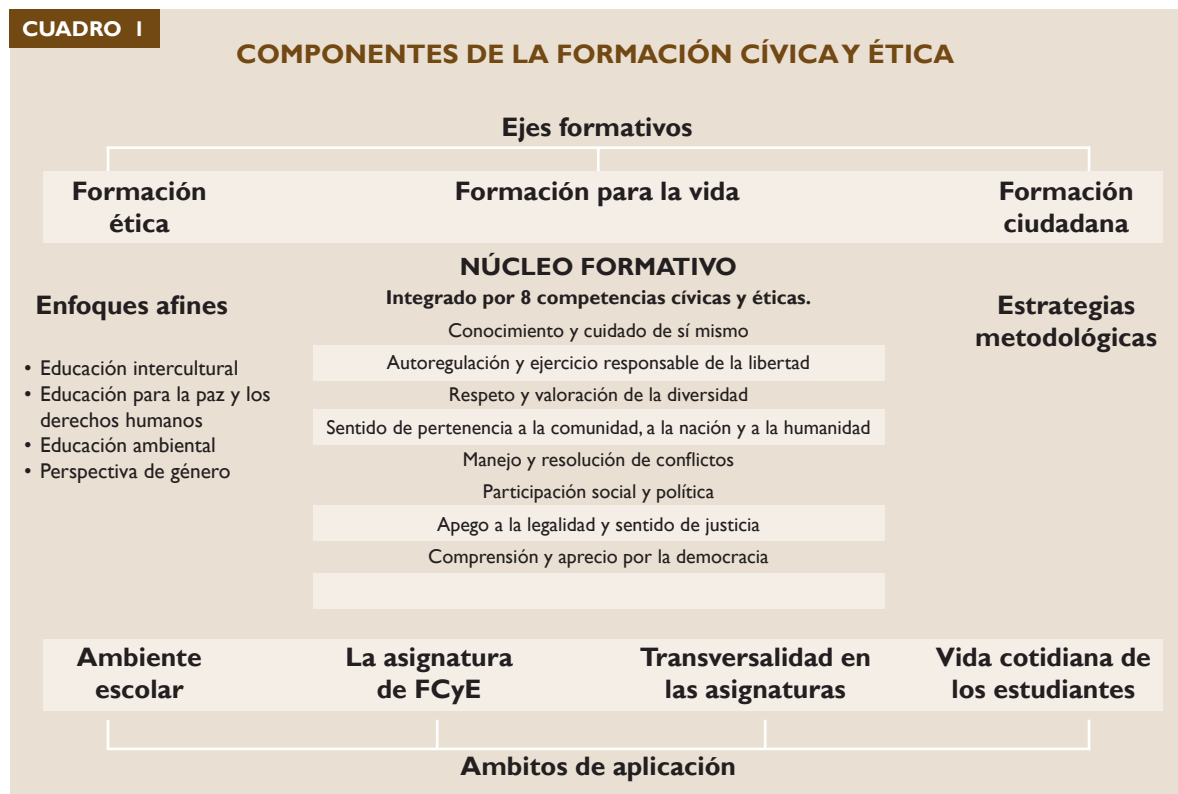 CUADRO 1
COMPONENTES DE LA FORMACIÓN CÍVICA Y ÉTICA
Ejes formativos
Formación
ética
Formación para la vida
Formación
ciudadana
NÚCLEO FORMATIVO
Integrado por 8 competencias cívicas y éticas.
Enfoques afines
• Educación intercultural
• Educación para la paz y los
derechos humanos
• Educación ambiental
• Perspectiva de género
Conocimiento y cuidado de sí mismo
Autoregulación y ejercicio responsable de la libertad
Respeto y valoración de la diversidad
Sentido de pertenencia a la comunidad, a la nación y a la humanidad
Manejo y resolución de conflictos
Participación social y política
Apego a la legalidad y sentido de justicia
Comprensión y aprecio por la democracia
Estrategias
metodológicas
Ambiente
escolar
La asignatura
de FCyE
Transversalidad en
las asignaturas
Vida cotidiana de
los estudiantes
Ambitos de aplicación